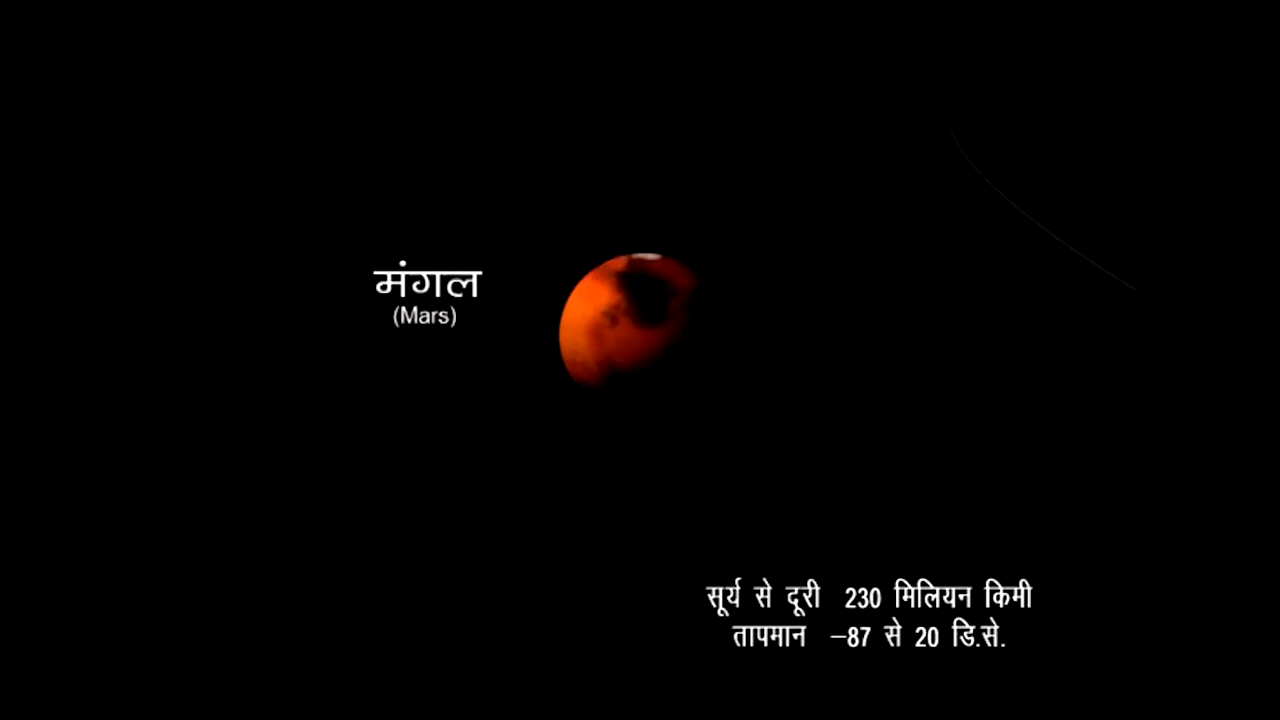 मंगल
(Mars)
सूर्य से दूरी 230 मिलियन किमी
तापमान –87 से 20 डि.से.